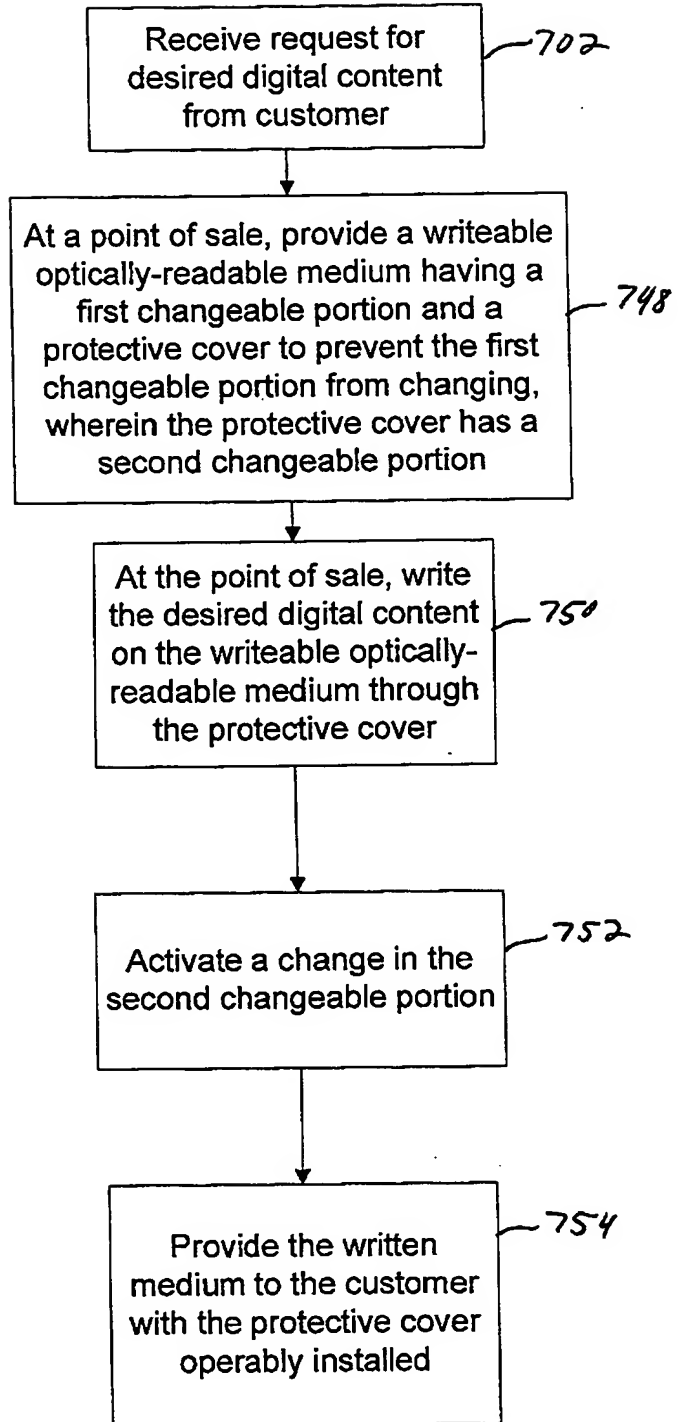 Receive request for
desired digital content
from customer
702
At a point of sale, provide a writeable
optically-readable medium having a
first changeable portion and a
protective cover to prevent the first
changeable portion from changing,
wherein the protective cover has a
second changeable portion
748
At the point of sale, write
the desired digital content
on the writeable optically-
readable medium through
the protective cover
750
Activate a change in the
second changeable portion
752
Provide the written
medium to the customer
with the protective cover
operably installed
754